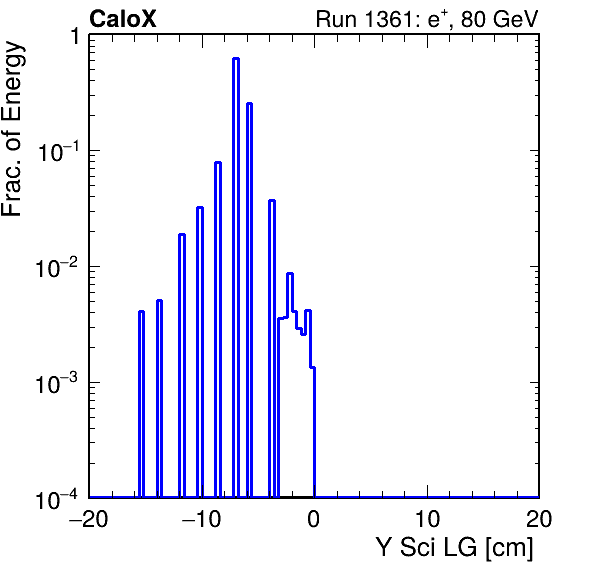 CaloX Run 1361: e⁺, 80 GeV
Frac. of Energy
1
10⁻¹
10⁻²
10⁻³
10⁻⁴
−20 −10 0 10 20
Y Sci LG [cm]